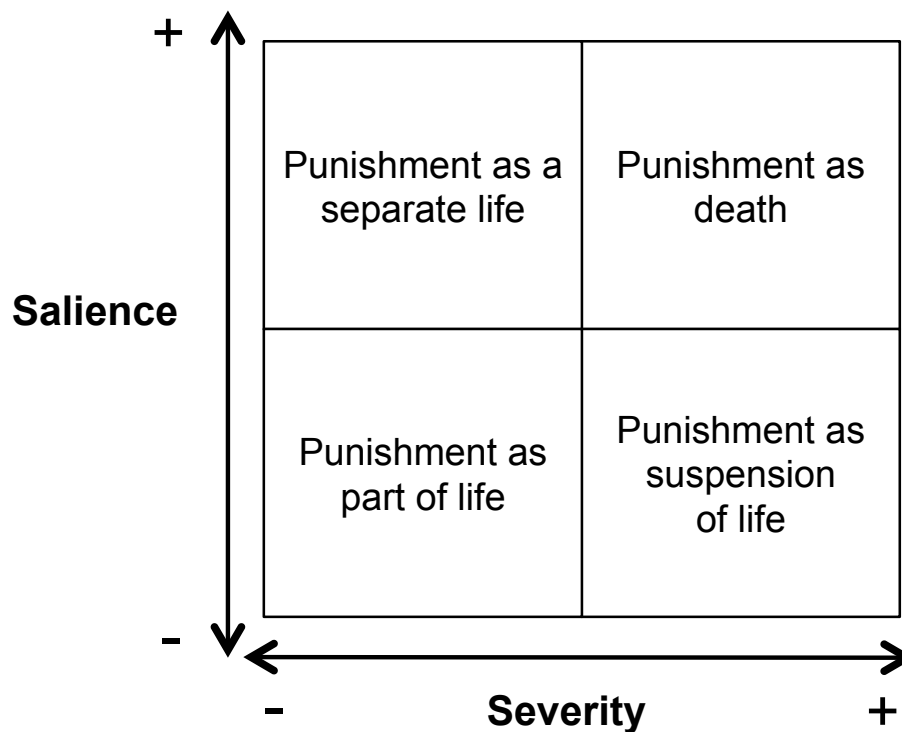 +
Punishment as a
separate life
Punishment as
death
Salience
Punishment as
part of life
Punishment as
suspension
of life
-
-
Severity
+